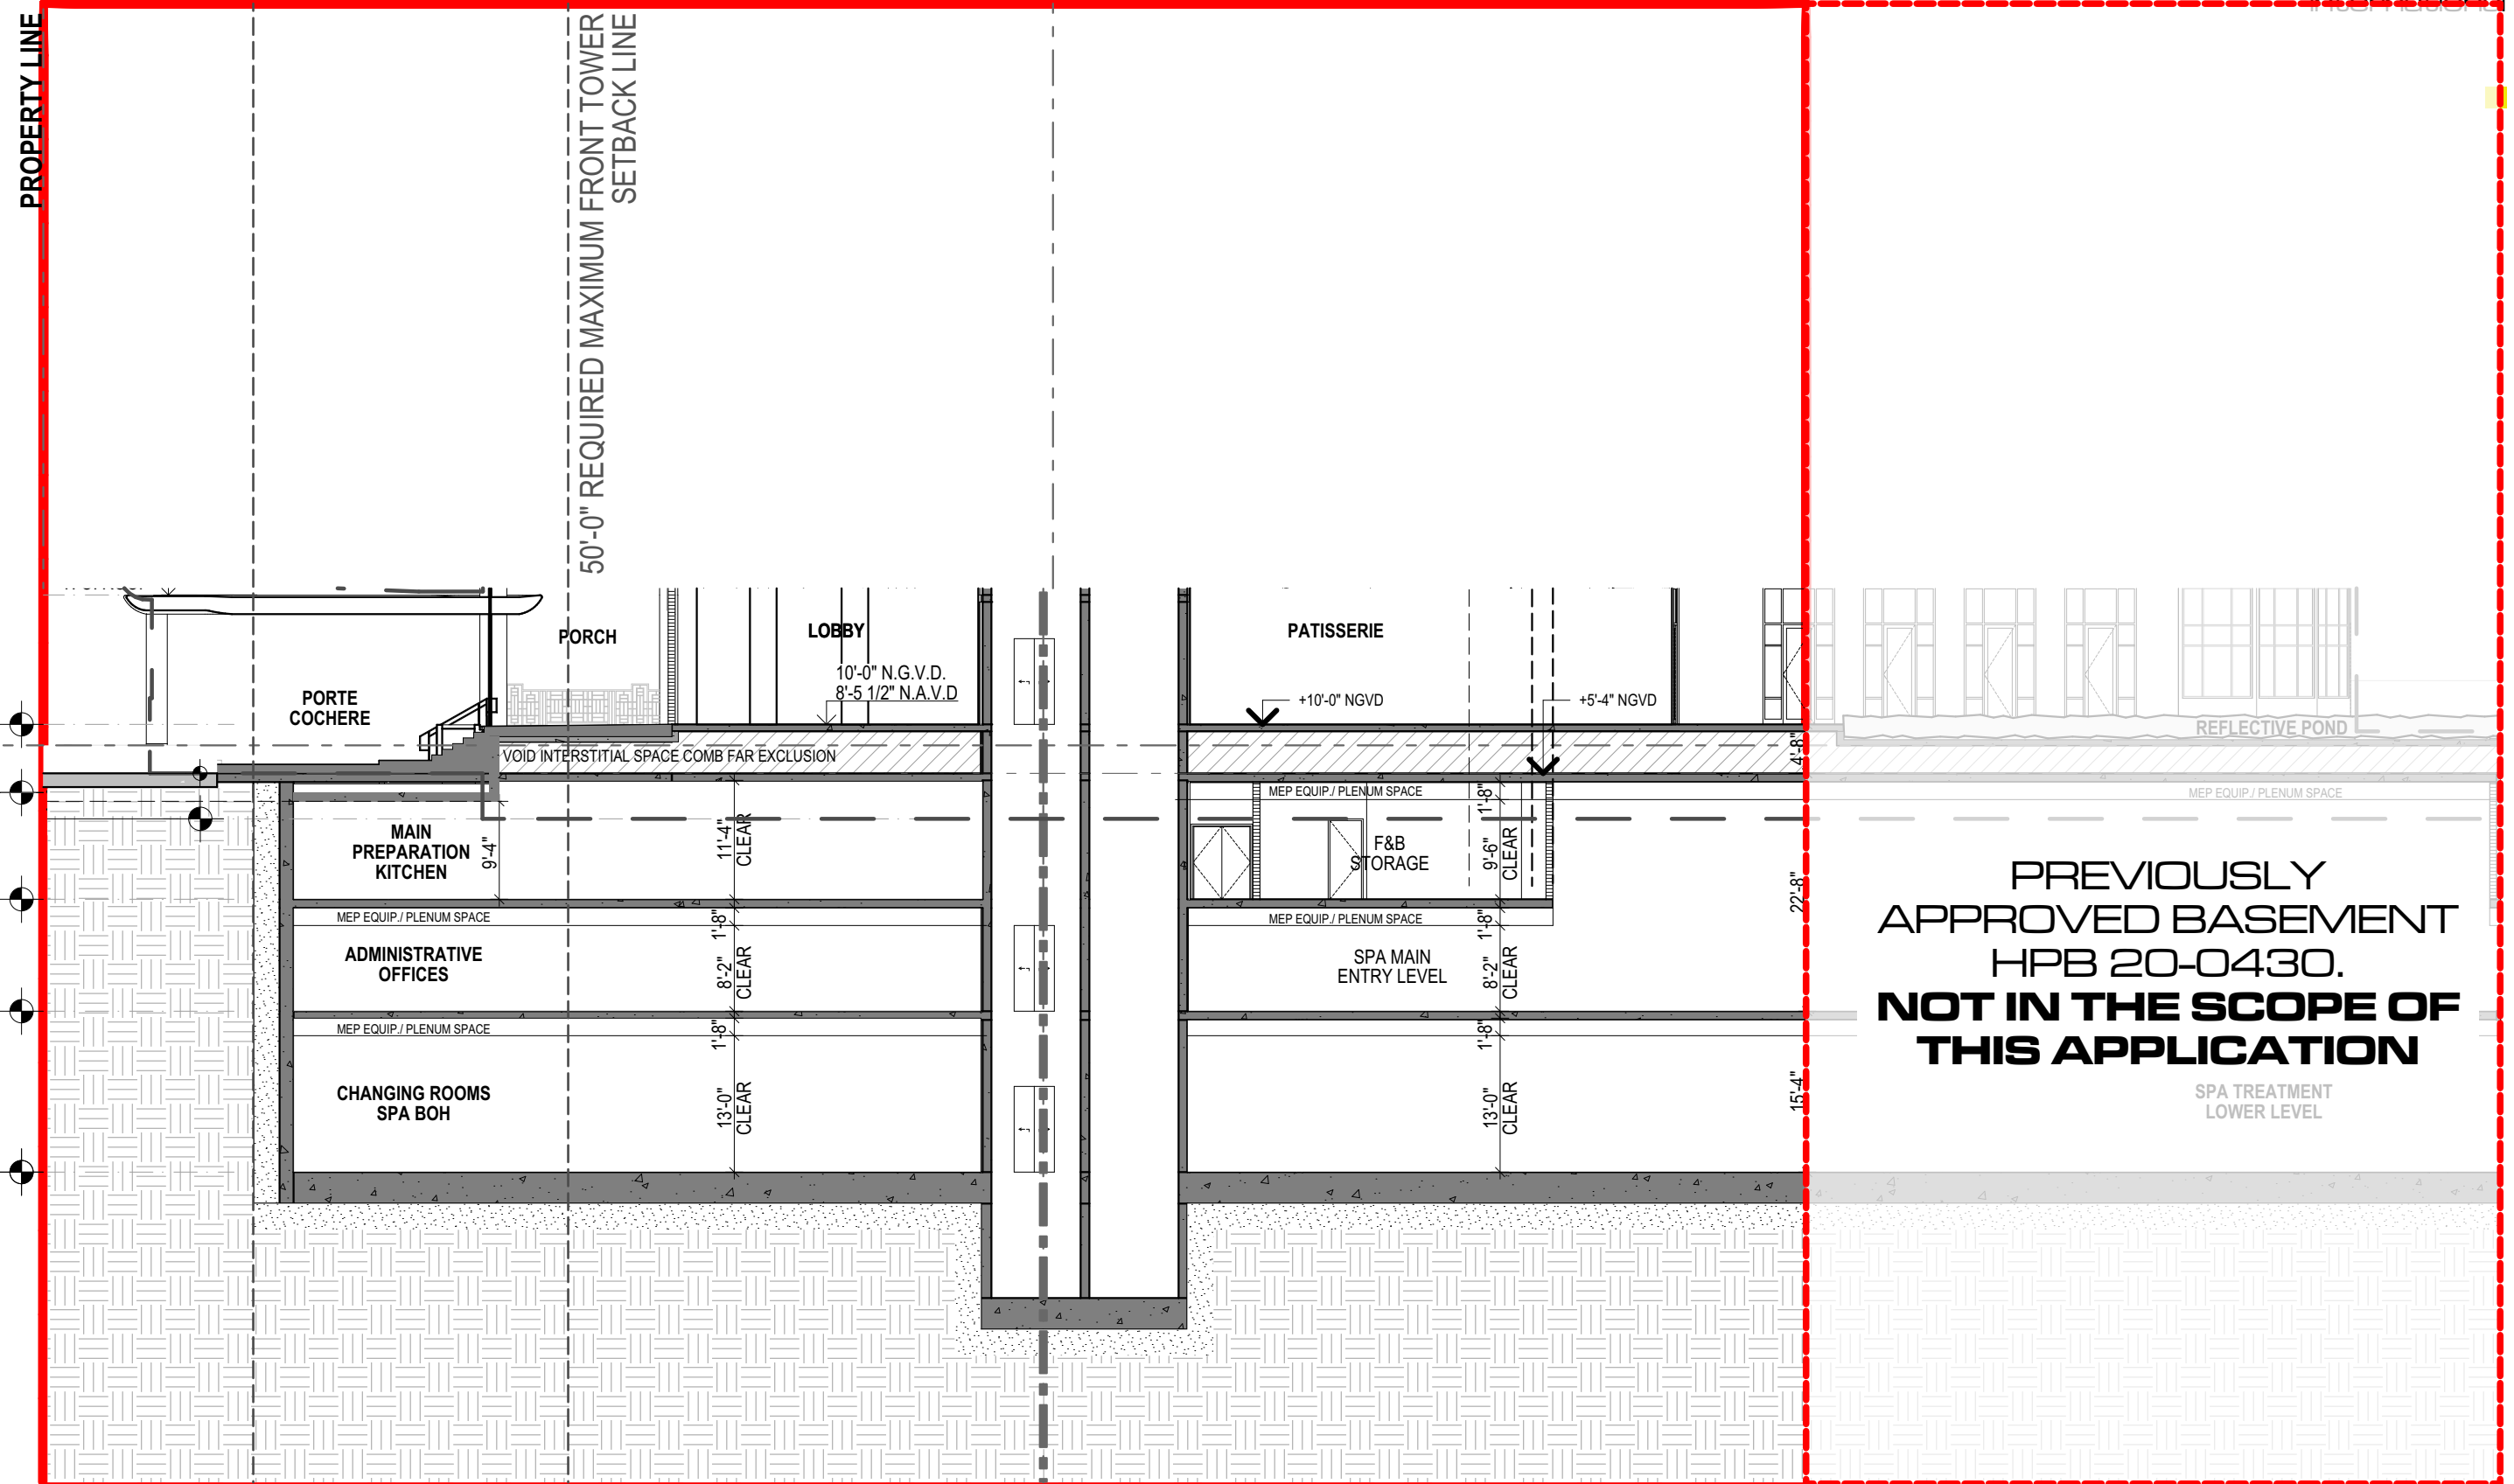 PROPERTY LINE
50'-0" REQUIRED MAXIMUM FRONT TOWER
SETBACK LINE
PORCH
LOBBY
PATISSERIE
10'-0" N.G.V.D.
8'-5 1/2" N.A.V.D
PORTE
COCHERE
+10'-0" NGVD
+5'-4" NGVD
REFLECTIVE POND
VOID INTERSTITIAL SPACE COMB FAR EXCLUSION
4'-8"
MEP EQUIP./ PLENUM SPACE
1'-8"
MEP EQUIP./ PLENUM SPACE
MAIN
PREPARATION
KITCHEN
9'-4"
11'-4"
CLEAR
F&B
STORAGE
9'-6"
CLEAR
22'-8"
PREVIOUSLY
APPROVED BASEMENT
HPB 20-0430.
NOT IN THE SCOPE OF
THIS APPLICATION
MEP EQUIP./ PLENUM SPACE
1'-8"
MEP EQUIP./ PLENUM SPACE
1'-8"
ADMINISTRATIVE
OFFICES
8'-2"
CLEAR
SPA MAIN
ENTRY LEVEL
8'-2"
CLEAR
MEP EQUIP./ PLENUM SPACE
1'-8"
1'-8"
CHANGING ROOMS
SPA BOH
13'-0"
CLEAR
13'-0"
CLEAR
15'-4"
SPA TREATMENT
LOWER LEVEL